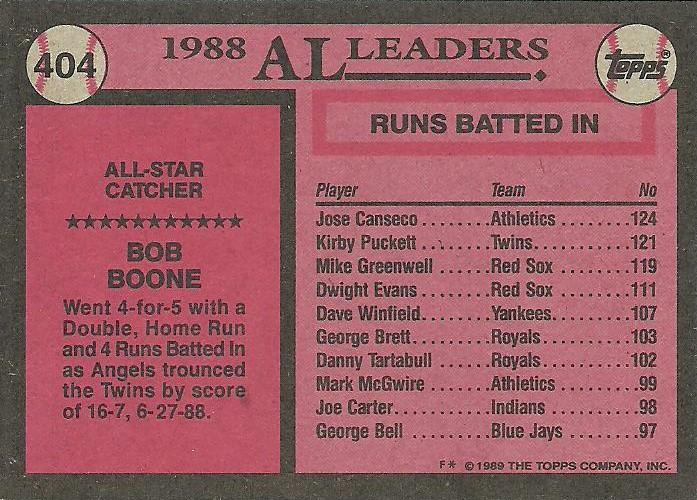 404
1988 AL LEADERS
Topps®
ALL-STAR
CATCHER
★★★★★★★★★★★
BOB
BOONE
Went 4-for-5 with a
Double, Home Run
and 4 Runs Batted In
as Angels trounced
the Twins by score
of 16-7, 6-27-88.
RUNS BATTED IN
Player Team No
Jose Canseco.......Athletics.......124
Kirby Puckett.......Twins.......121
Mike Greenwell.......Red Sox.......119
Dwight Evans.......Red Sox.......111
Dave Winfield.......Yankees.......107
George Brett.......Royals.......103
Danny Tartabull.......Royals.......102
Mark McGwire.......Athletics.......99
Joe Carter.......Indians.......98
George Bell.......Blue Jays.......97
F* © 1989 THE TOPPS COMPANY, INC.